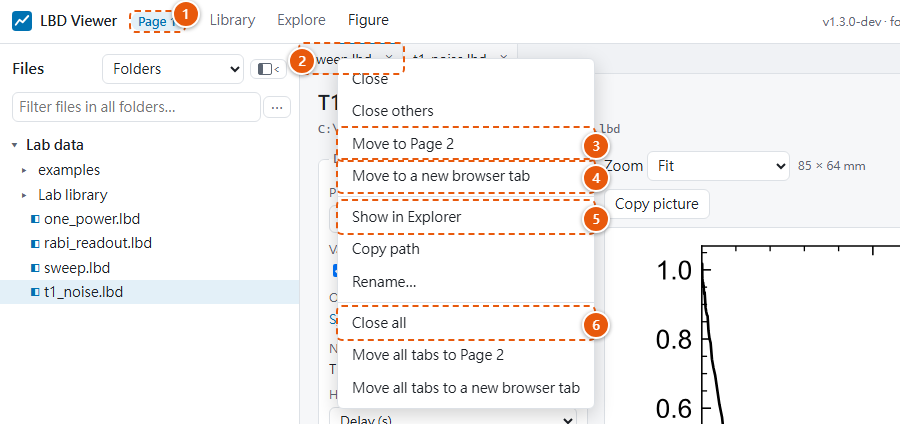 LBD Viewer
Page 1
1
Library
Explore
Figure
v1.3.0-dev · fo
Files
Folders
<
Filter files in all folders...
...
Lab data
examples
Lab library
one_power.lbd
rabi_readout.lbd
sweep.lbd
t1_noise.lbd
2
weep.lbd ×
t1_noise.lbd ×
T1
C:\
lbd
Close
Close others
Move to Page 2
3
Move to a new browser tab
4
Show in Explorer
5
Copy path
Rename...
Close all
6
Move all tabs to Page 2
Move all tabs to a new browser tab
Delay (s)
Zoom
Fit
85 × 64 mm
Copy picture
1.0
0.8
0.6